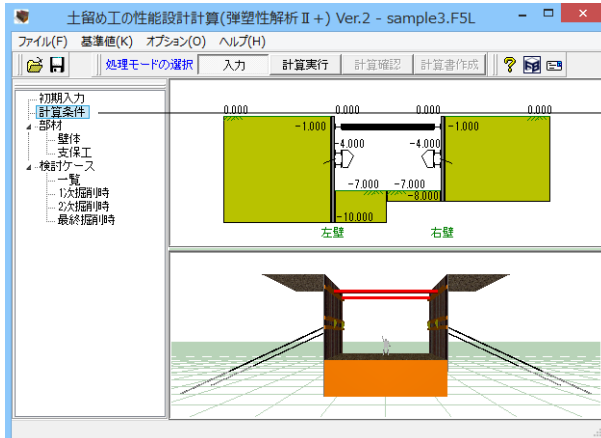 土留め工の性能設計計算(弾塑性解析Ⅱ+) Ver.2 - sample3.F5L
ファイル(F) 基準値(K) オプション(O) ヘルプ(H)
処理モードの選択 入力 計算実行 計算確認 計算書作成
初期入力
計算条件
部材
壁体
支保工
検討ケース
一覧
1次掘削時
2次掘削時
最終掘削時
0.000 0.000 0.000 0.000
-1.000 -1.000
-4.000 -4.000
-7.000 -7.000
-8.000
-10.000
左壁 右壁